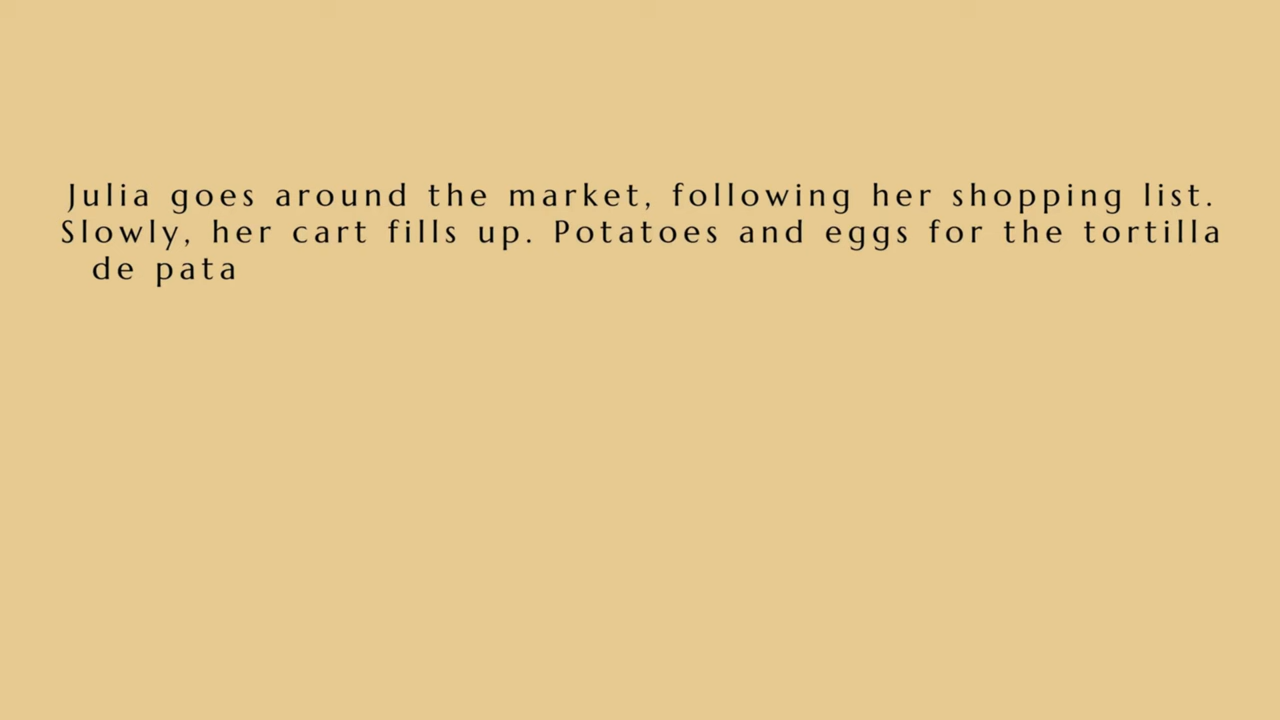 Julia goes around the market, following her shopping list.
Slowly, her cart fills up. Potatoes and eggs for the tortilla
de pata